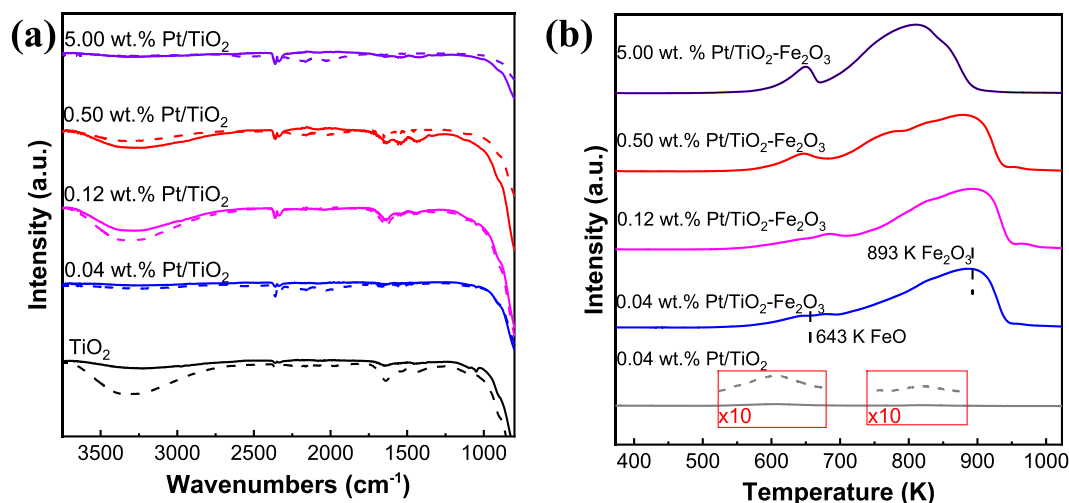 (a)
5.00 wt.% Pt/TiO₂
0.50 wt.% Pt/TiO₂
0.12 wt.% Pt/TiO₂
0.04 wt.% Pt/TiO₂
TiO₂
Intensity (a.u.)
3500 3000 2500 2000 1500 1000
Wavenumbers (cm⁻¹)
(b)
5.00 wt. % Pt/TiO₂-Fe₂O₃
0.50 wt.% Pt/TiO₂-Fe₂O₃
0.12 wt.% Pt/TiO₂-Fe₂O₃
893 K Fe₂O₃
0.04 wt.% Pt/TiO₂-Fe₂O₃
643 K FeO
0.04 wt.% Pt/TiO₂
x10 x10
Intensity (a.u.)
400 500 600 700 800 900 1000
Temperature (K)